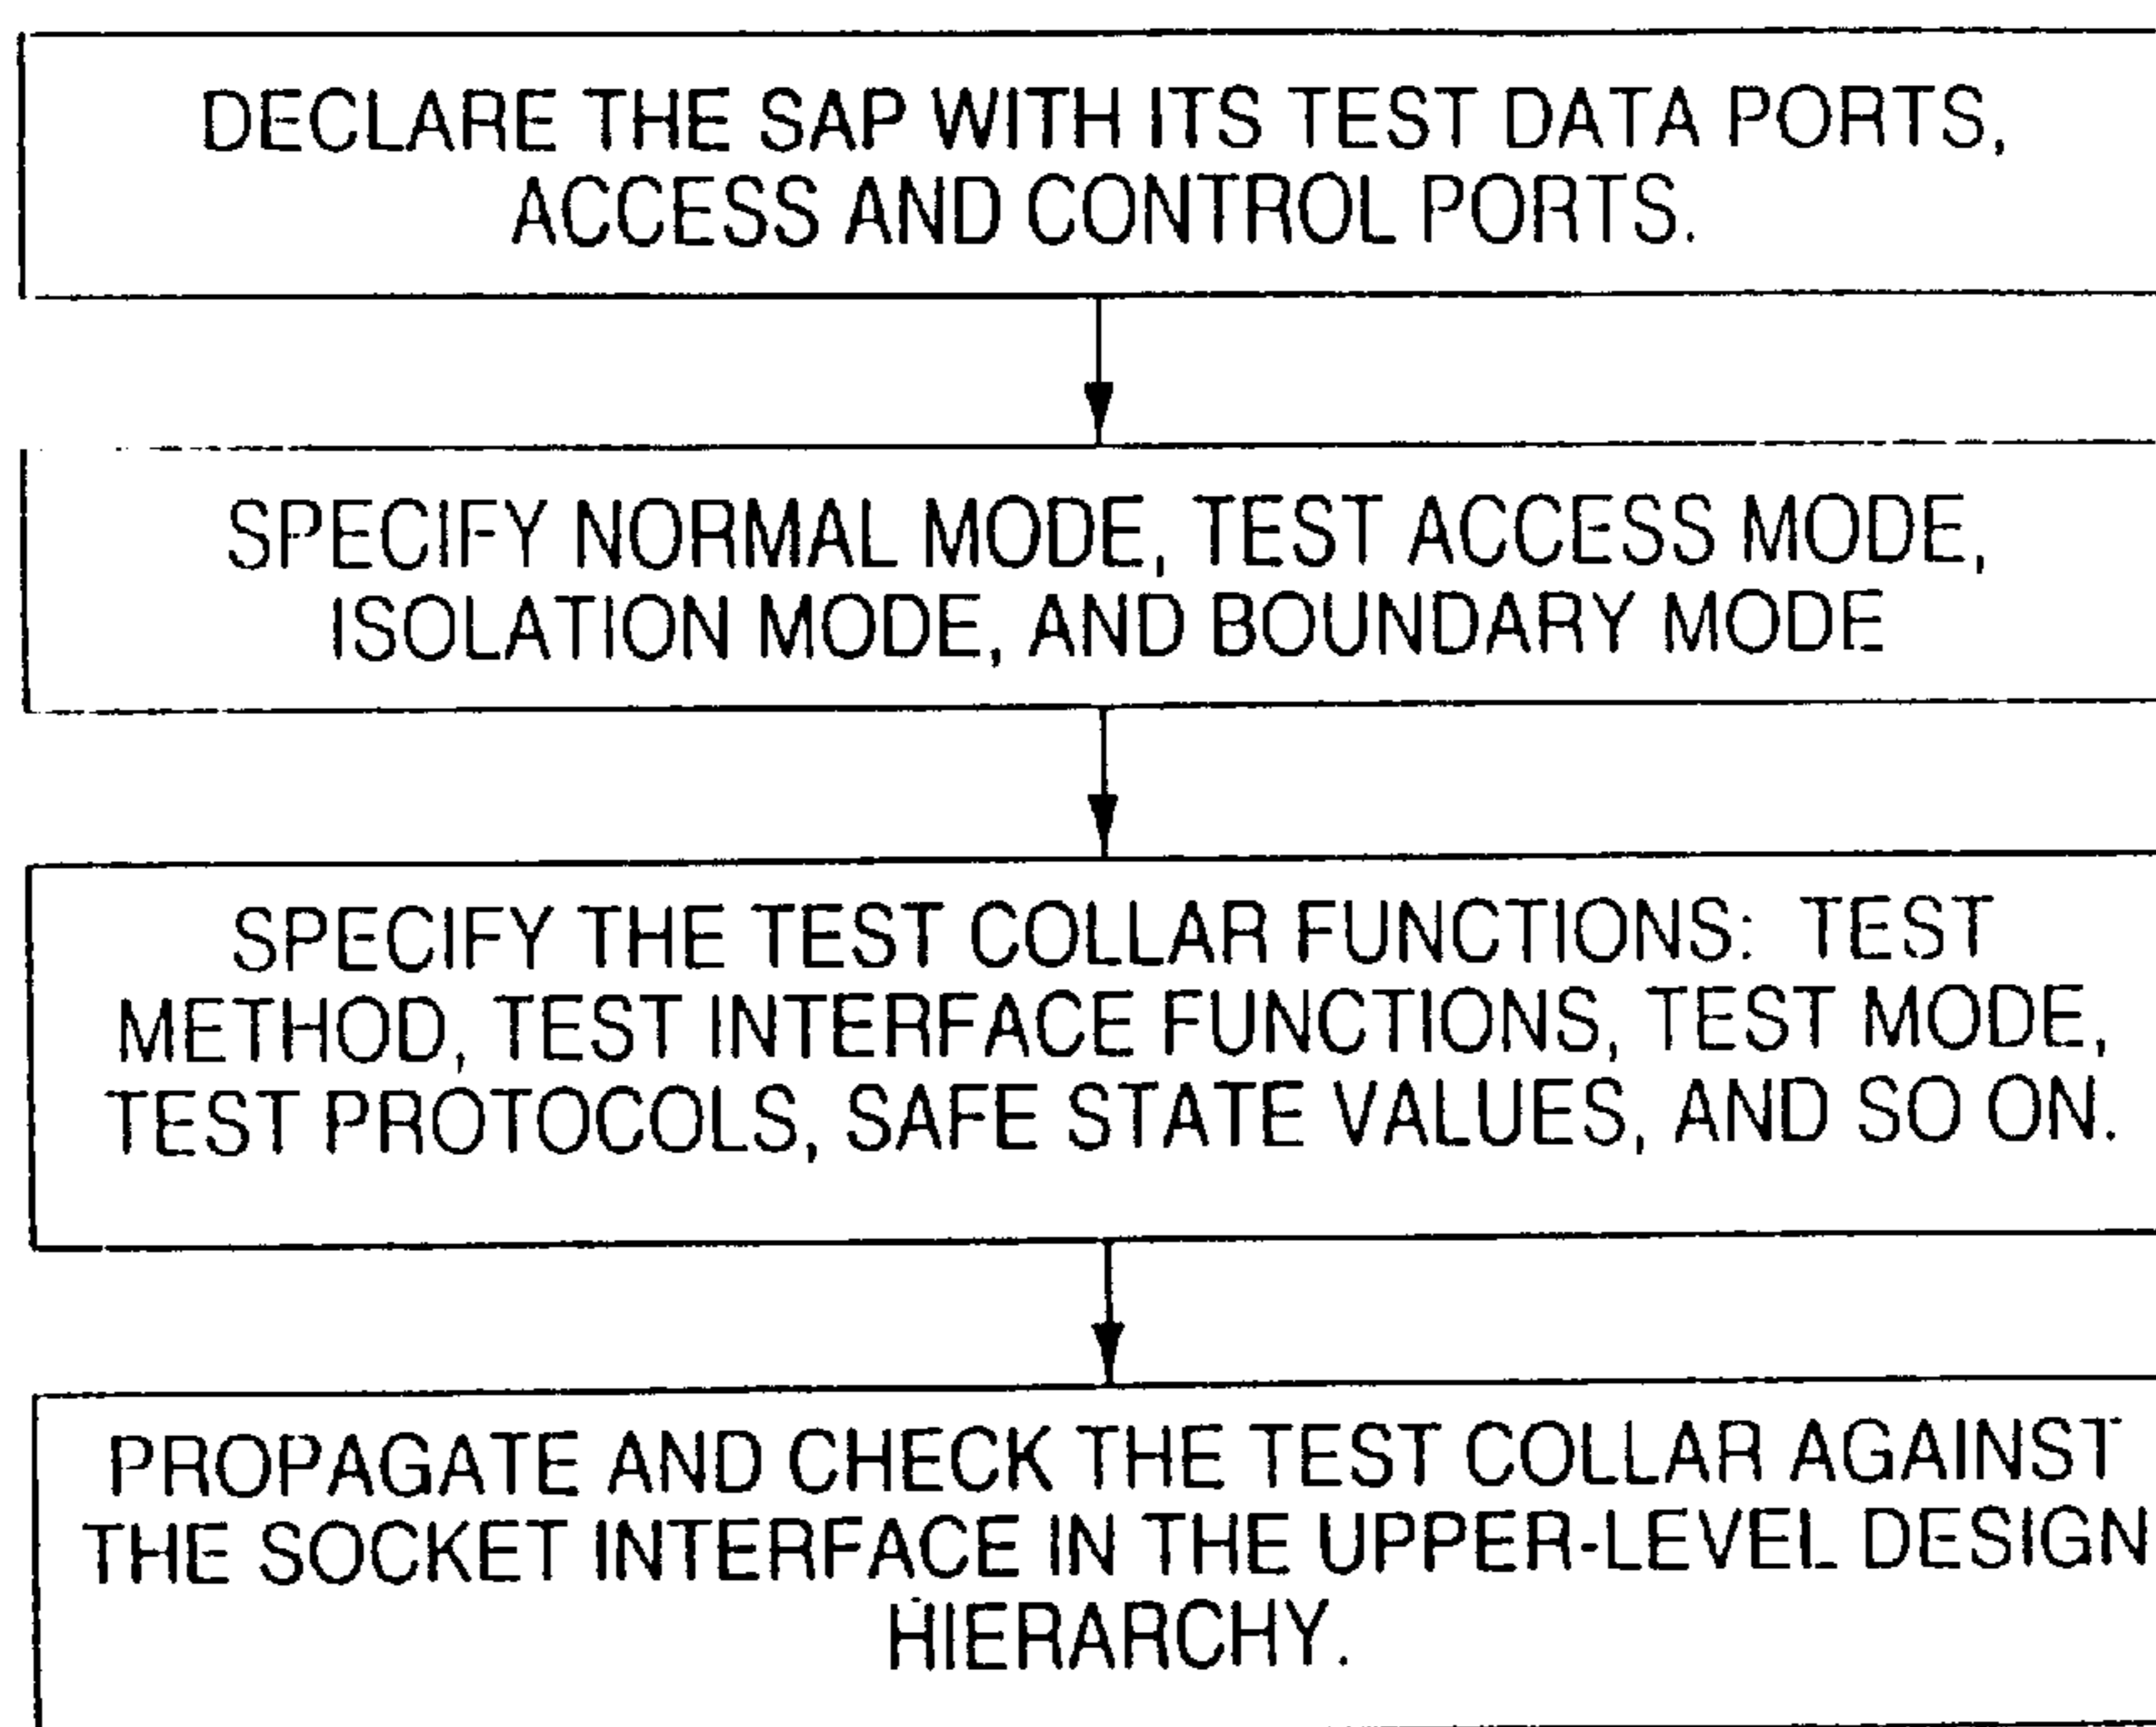 DECLARE THE SAP WITH ITS TEST DATA PORTS,
ACCESS AND CONTROL PORTS.
SPECIFY NORMAL MODE, TEST ACCESS MODE,
ISOLATION MODE, AND BOUNDARY MODE
SPECIFY THE TEST COLLAR FUNCTIONS: TEST
METHOD, TEST INTERFACE FUNCTIONS, TEST MODE,
TEST PROTOCOLS, SAFE STATE VALUES, AND SO ON.
PROPAGATE AND CHECK THE TEST COLLAR AGAINST
THE SOCKET INTERFACE IN THE UPPER-LEVEL DESIGN
HIERARCHY.